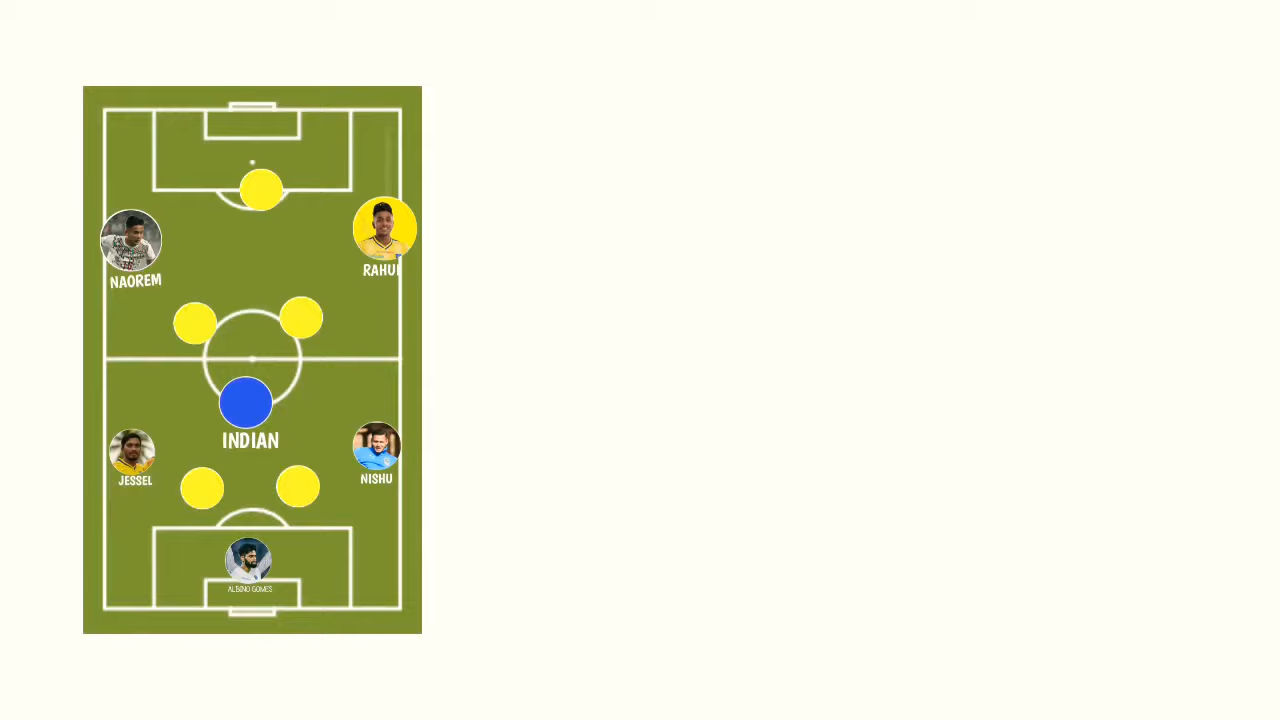 NAOREM
RAHUL
INDIAN
JESSEL
NISHU
ALBINO GOMES